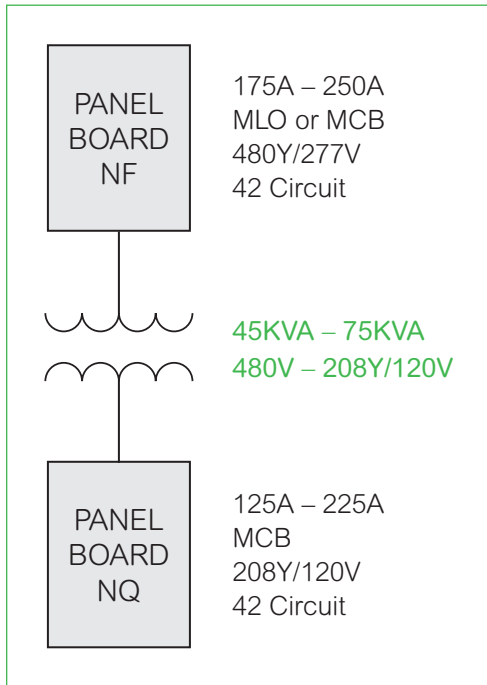 PANEL
BOARD
NF
175A – 250A
MLO or MCB
480Y/277V
42 Circuit
45KVA – 75KVA
480V – 208Y/120V
PANEL
BOARD
NQ
125A – 225A
MCB
208Y/120V
42 Circuit